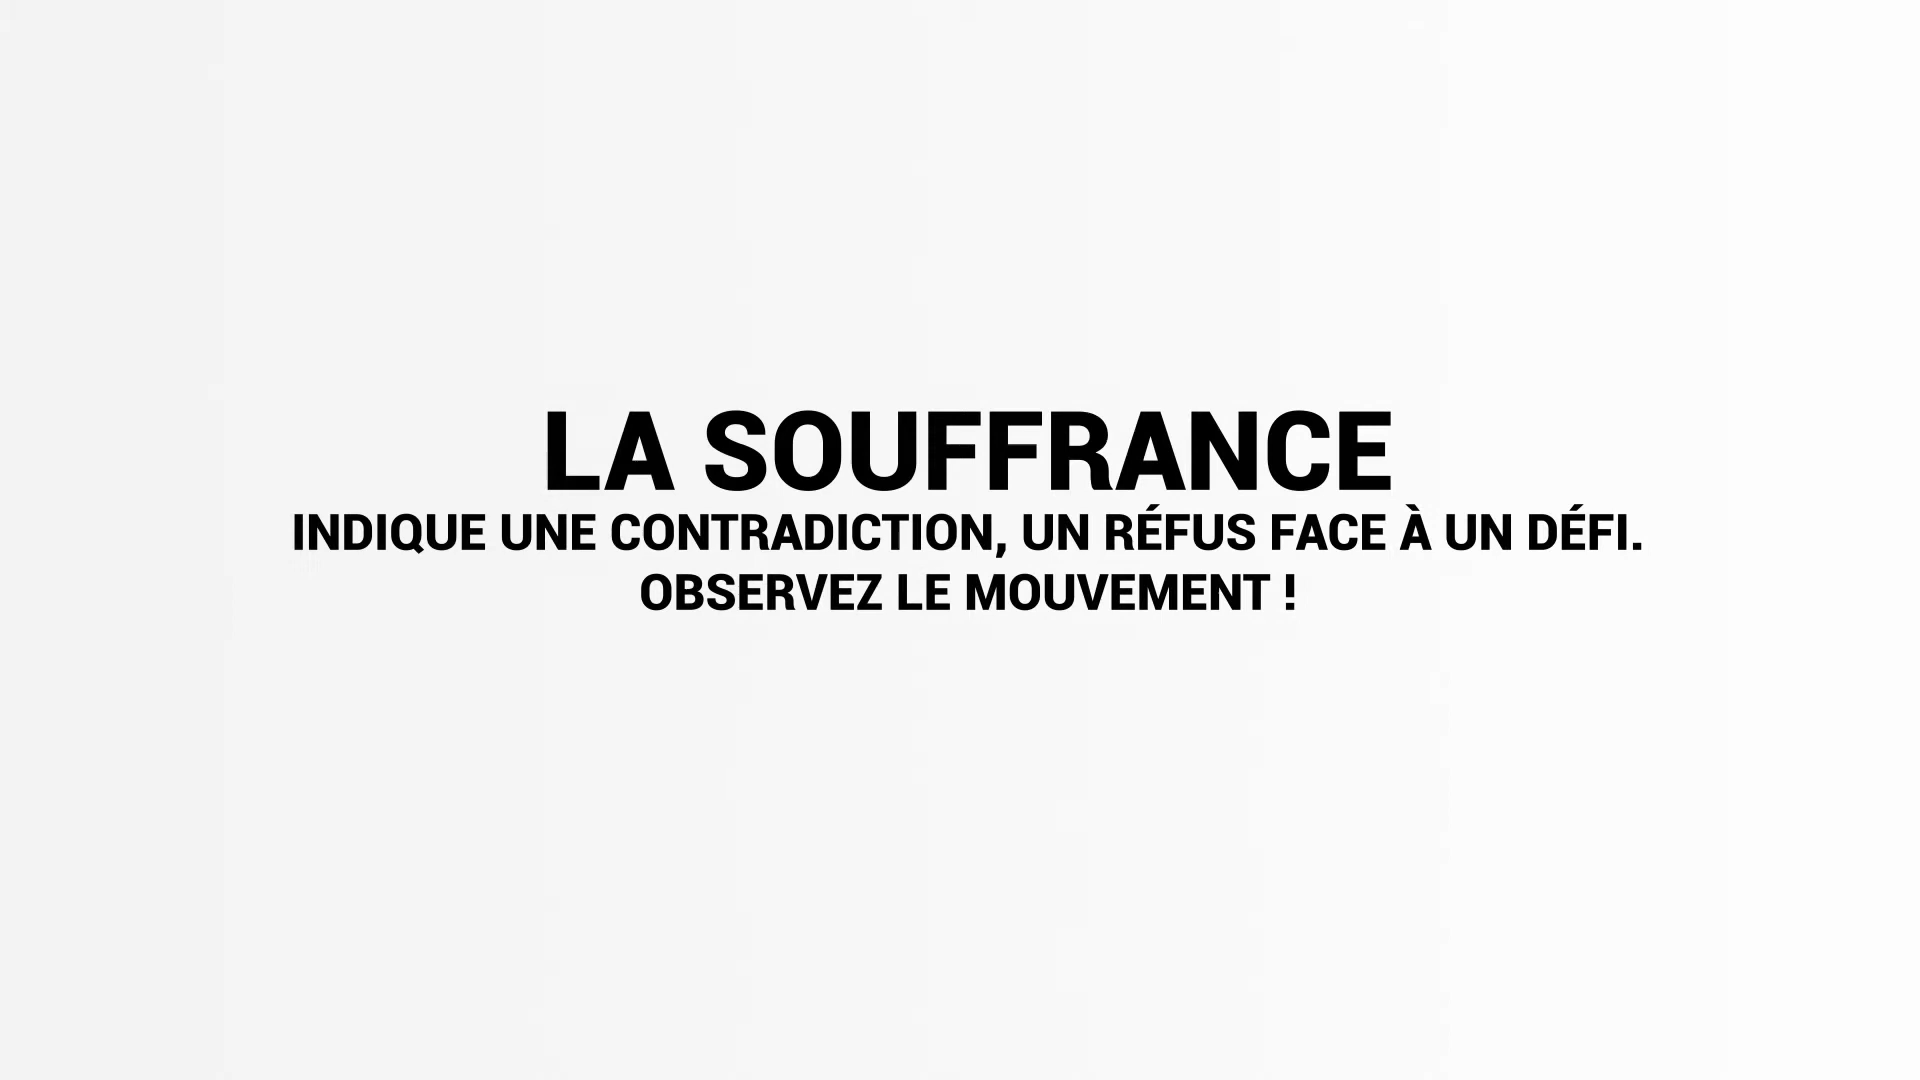 LA SOUFFRANCE
INDIQUE UNE CONTRADICTION, UN RÉFUS FACE À UN DÉFI.
OBSERVEZ LE MOUVEMENT !